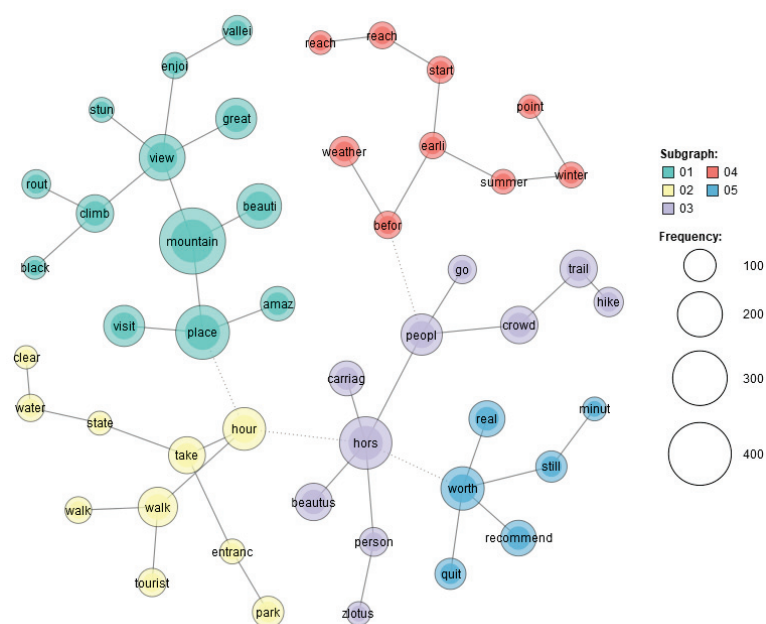 vallei
reach
reach
enjoi
start
stun
great
point
view
weather
earli
rout
summer
winter
climb
beauti
befor
mountain
black
go
trail
hike
visit
place
amaz
peopl
crowd
clear
carriag
water
state
hour
real
minut
take
hors
still
worth
walk
walk
beautus
recommend
entranc
person
tourist
quit
park
zlotus
Subgraph:
01 04
02 05
03
Frequency:
100
200
300
400